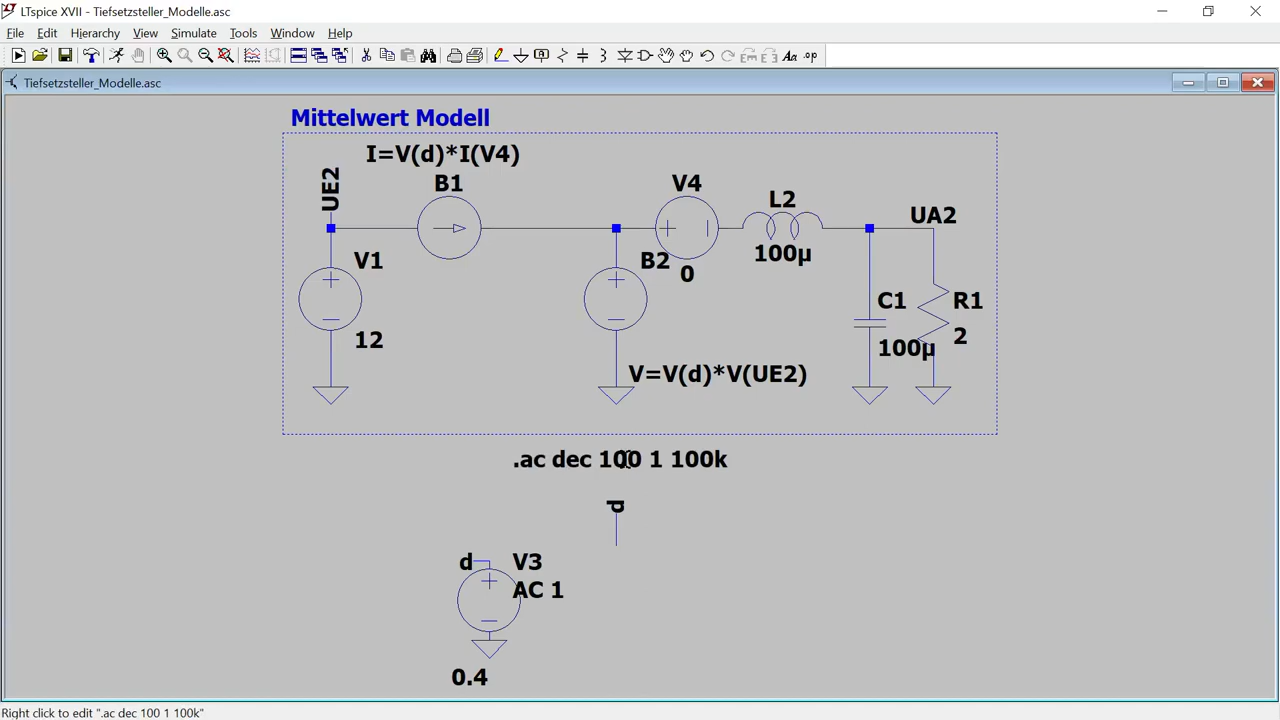 LTspice XVII - Tiefsetzsteller_Modelle.asc
File Edit Hierarchy View Simulate Tools Window Help
Aa .op
Tiefsetzsteller_Modelle.asc
Mittelwert Modell
I=V(d)*I(V4)
UE2
B1
V4
L2
UA2
V1
B2
0
100µ
12
C1
R1
100µ
2
V=V(d)*V(UE2)
.ac dec 100 1 100k
d
d
V3
AC 1
0.4
Right click to edit ".ac dec 100 1 100k"